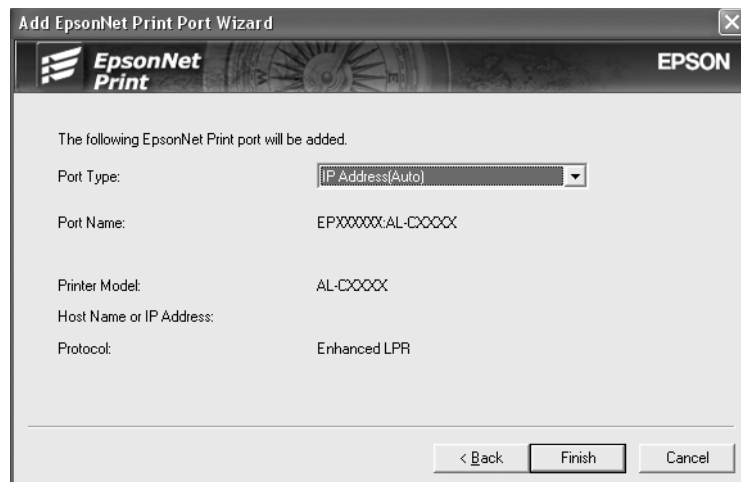 Add EpsonNet Print Port Wizard
EpsonNet
Print
EPSON
The following EpsonNet Print port will be added.
Port Type: IP Address(Auto)
Port Name: EPXXXXXX:AL-CXXXX
Printer Model: AL-CXXXX
Host Name or IP Address:
Protocol: Enhanced LPR
< Back Finish Cancel